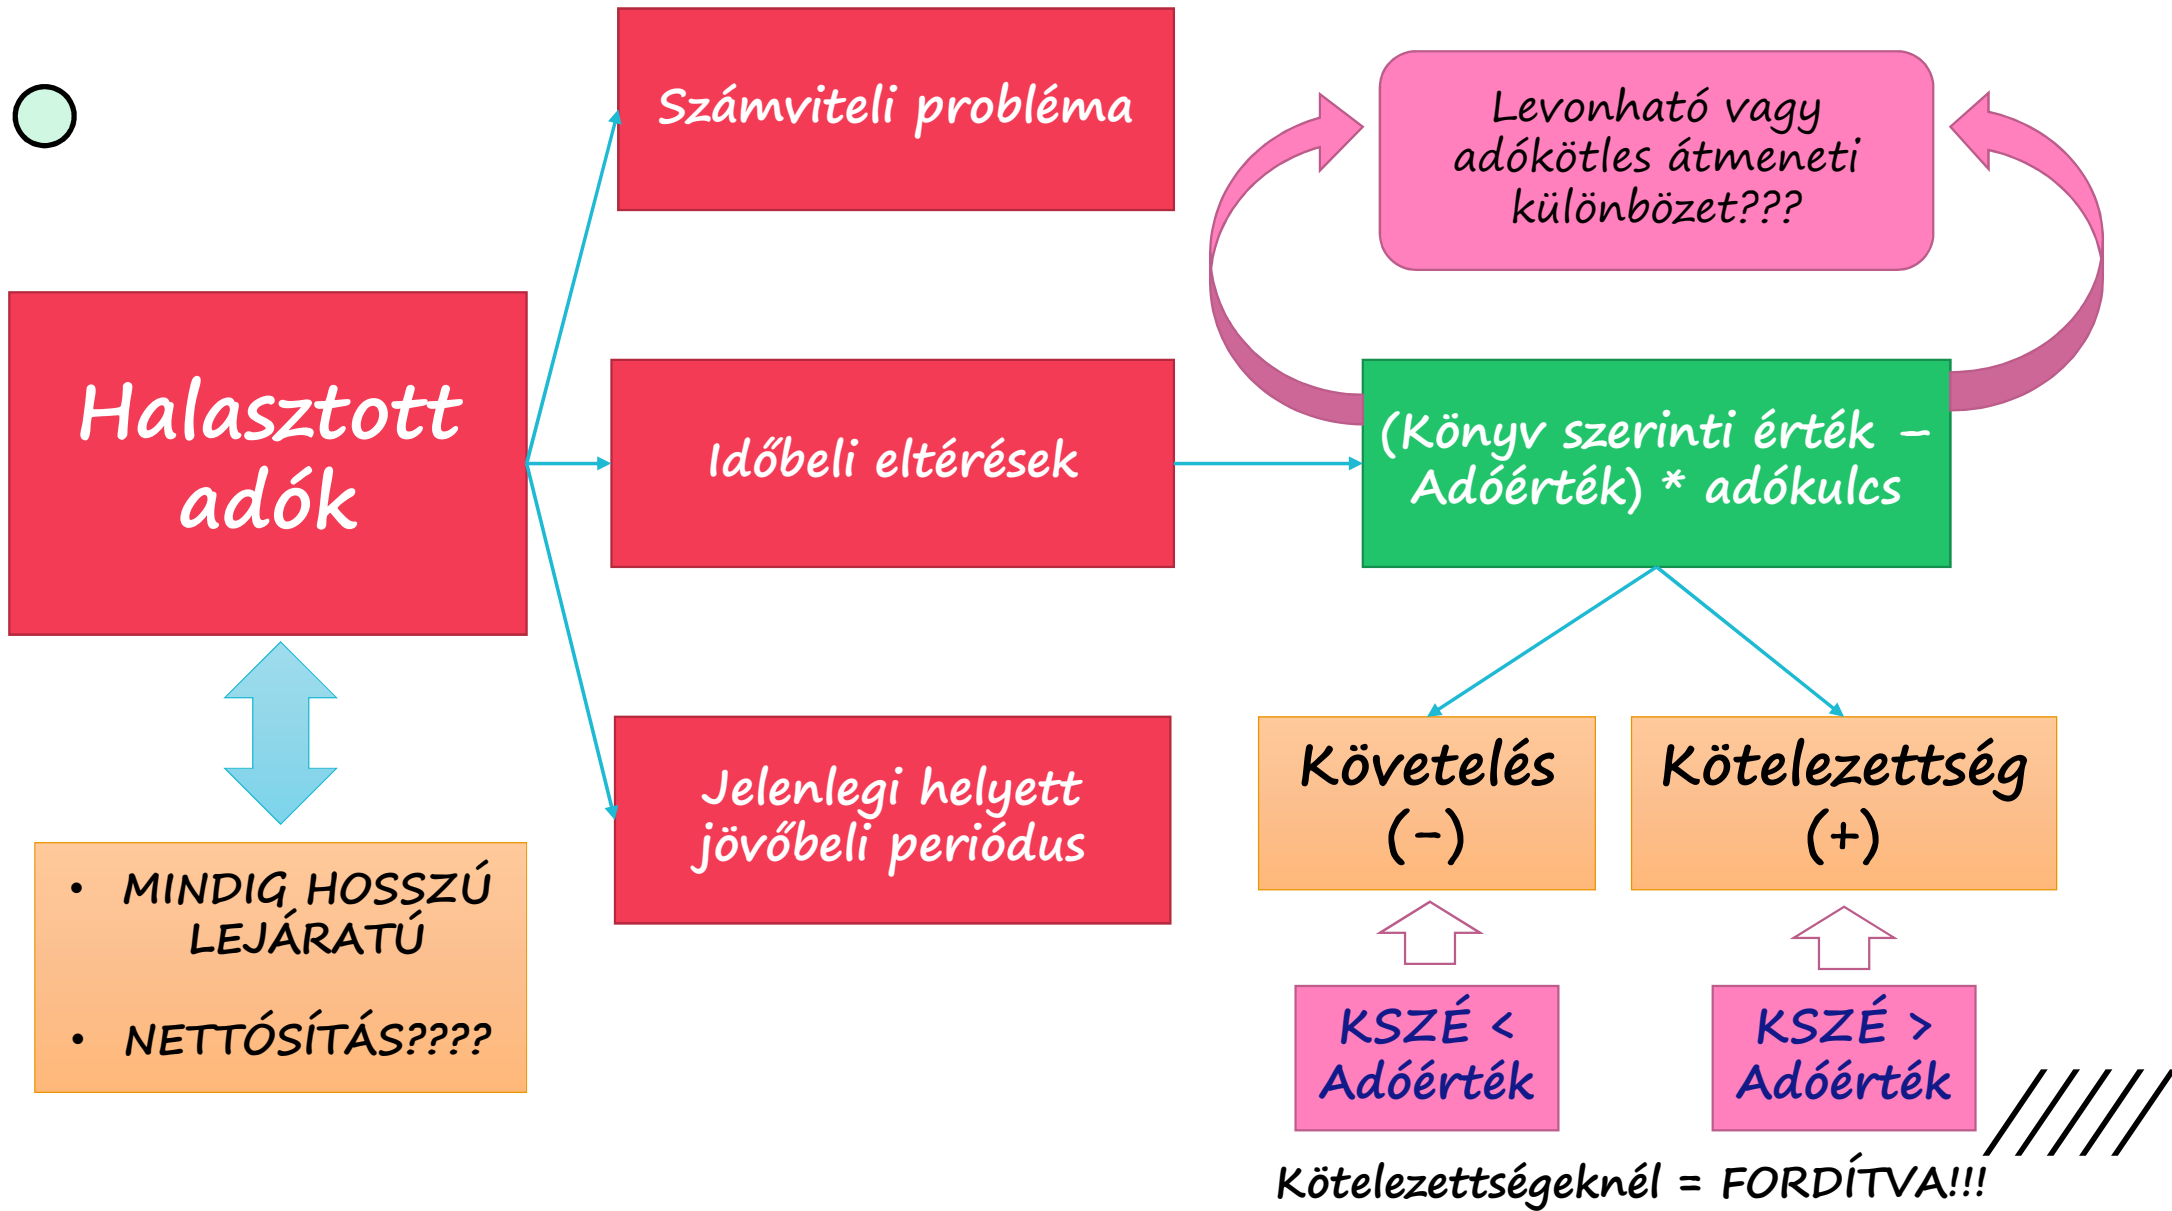 Számviteli probléma
Levonható vagy
adókötles átmeneti
különbözet???
Halasztott
adók
Időbeli eltérések
(Könyv szerinti érték –
Adóérték) * adókulcs
Jelenlegi helyett
jövőbeli periódus
Követelés
(-)
Kötelezettség
(+)
• MINDIG HOSSZÚ
LEJÁRATÚ
• NETTÓSÍTÁS????
KSZÉ <
Adóérték
KSZÉ >
Adóérték
Kötelezettségeknél = FORDÍTVA!!!